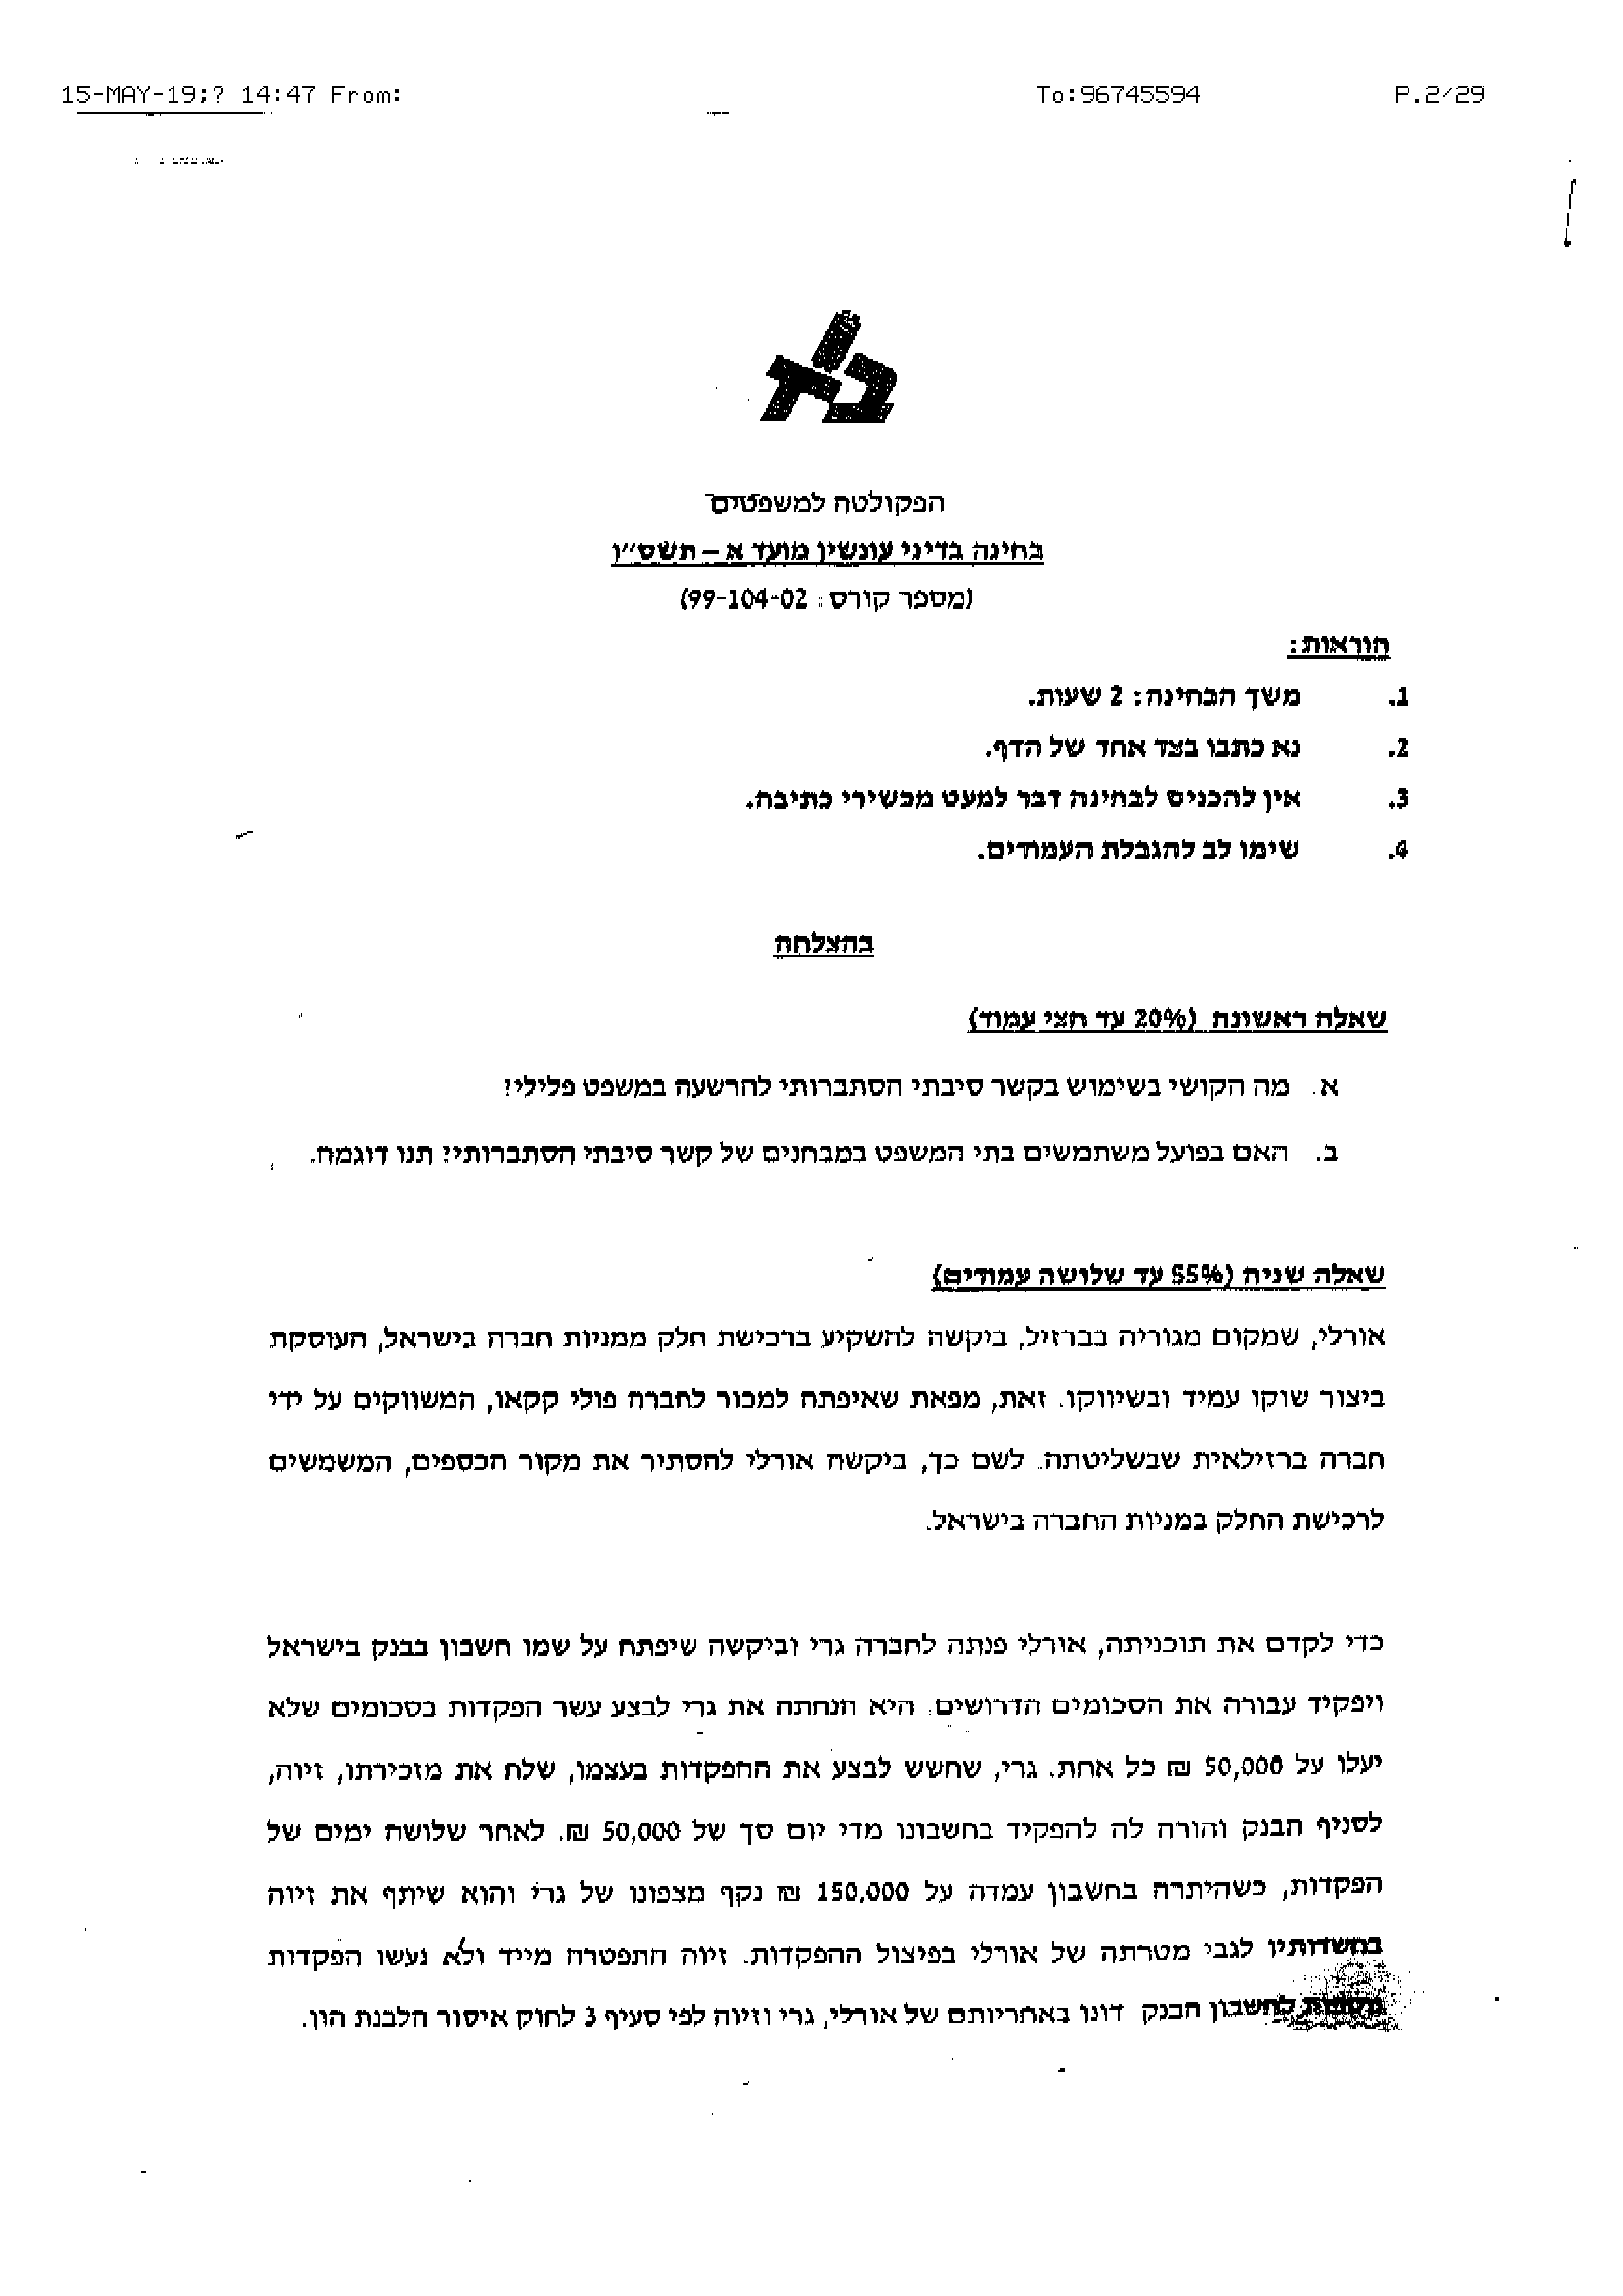 15-MAY-19;? 14:47 From: To:96745594 P.2/29
הפקולטה למשפטים
בחינה בדיני עונשין מועד א – תשס"ו
(מספר קורס: 99-104-02)
הוראות:
1. משך הבחינה: 2 שעות.
2. נא כתבו בצד אחד של הדף.
3. אין להכניס לבחינה דבר למעט מכשירי כתיבה.
4. שימו לב להגבלת העמודים.
בהצלחה
שאלה ראשונה (20% עד חצי עמוד)
א. מה הקושי בשימוש בקשר סיבתי הסתברותי להרשעה במשפט פלילי?
ב. האם בפועל משתמשים בתי המשפט במבחנים של קשר סיבתי הסתברותי? תנו דוגמה.
שאלה שניה (55% עד שלושה עמודים)
אורלי, שמקום מגוריה בברזיל, ביקשה להשקיע ברכישת חלק ממניות חברה בישראל, העוסקת
ביצור שוקו עמיד ובשיווקו. זאת, מפאת שאיפתה למכור לחברה פולי קקאו, המשווקים על ידי
חברה ברזילאית שבשליטתה. לשם כך, ביקשה אורלי להסתיר את מקור הכספים, המשמשים
לרכישת החלק במניות החברה בישראל.
כדי לקדם את תוכניתה, אורלי פנתה לחברה גרי וביקשה שיפתח על שמו חשבון בבנק בישראל
ויפקיד עבורה את הסכומים הדרושים. היא הנחתה את גרי לבצע עשר הפקדות בסכומים שלא
יעלו על 50,000 ₪ כל אחת. גרי, שחשש לבצע את ההפקדות בעצמו, שלח את מזכירתו, זיוה,
לסניף הבנק והורה לה להפקיד בחשבונו מדי יום סך של 50,000 ₪. לאחר שלושה ימים של
הפקדות, כשהיתרה בחשבון עמדה על 150,000 ₪ נקף מצפונו של גרי והוא שיתף את זיוה
בחשדותיו לגבי מטרתה של אורלי בפיצול ההפקדות. זיוה התפטרה מייד ולא נעשו הפקדות
נוספות לחשבון הבנק. דונו באחריותם של אורלי, גרי וזיוה לפי סעיף 3 לחוק איסור הלבנת הון.